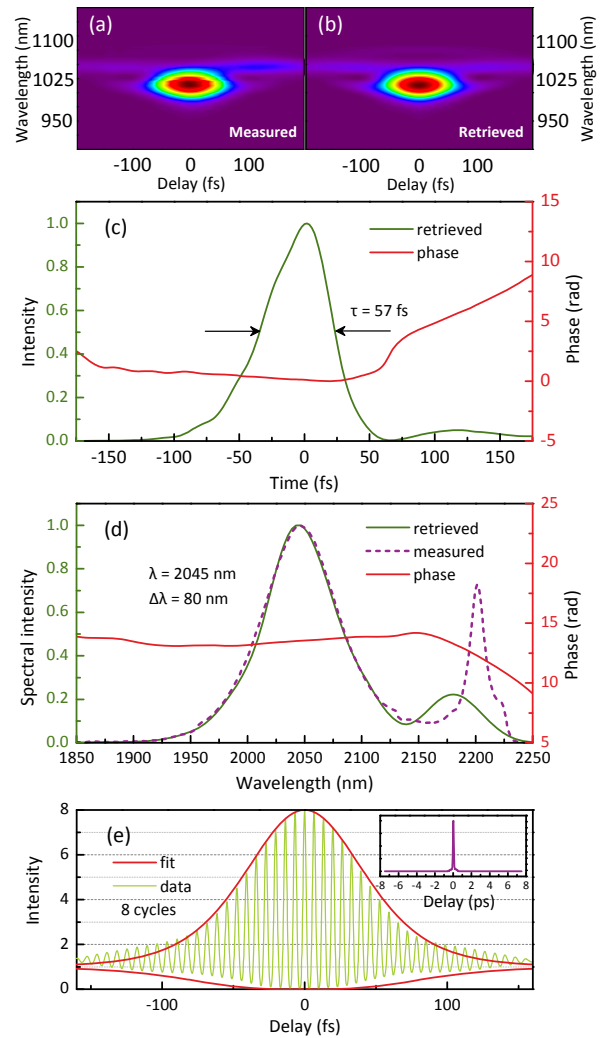 (a)
(b)
Wavelength (nm)
1100
1025
950
Measured
Retrieved
1100
1025
950
Wavelength (nm)
-100 0 100
-100 0 100
Delay (fs)
Delay (fs)
(c)
retrieved
phase
τ = 57 fs
Intensity
1.0
0.8
0.6
0.4
0.2
0.0
15
10
5
0
-5
Phase (rad)
-150 -100 -50 0 50 100 150
Time (fs)
(d)
retrieved
measured
phase
λ = 2045 nm
Δλ = 80 nm
Spectral intensity
1.0
0.8
0.6
0.4
0.2
0.0
25
20
15
10
5
Phase (rad)
1850 1900 1950 2000 2050 2100 2150 2200 2250
Wavelength (nm)
(e)
fit
data
8 cycles
Intensity
8
6
4
2
0
-8 -6 -4 -2 0 2 4 6 8
Delay (ps)
-100 0 100
Delay (fs)